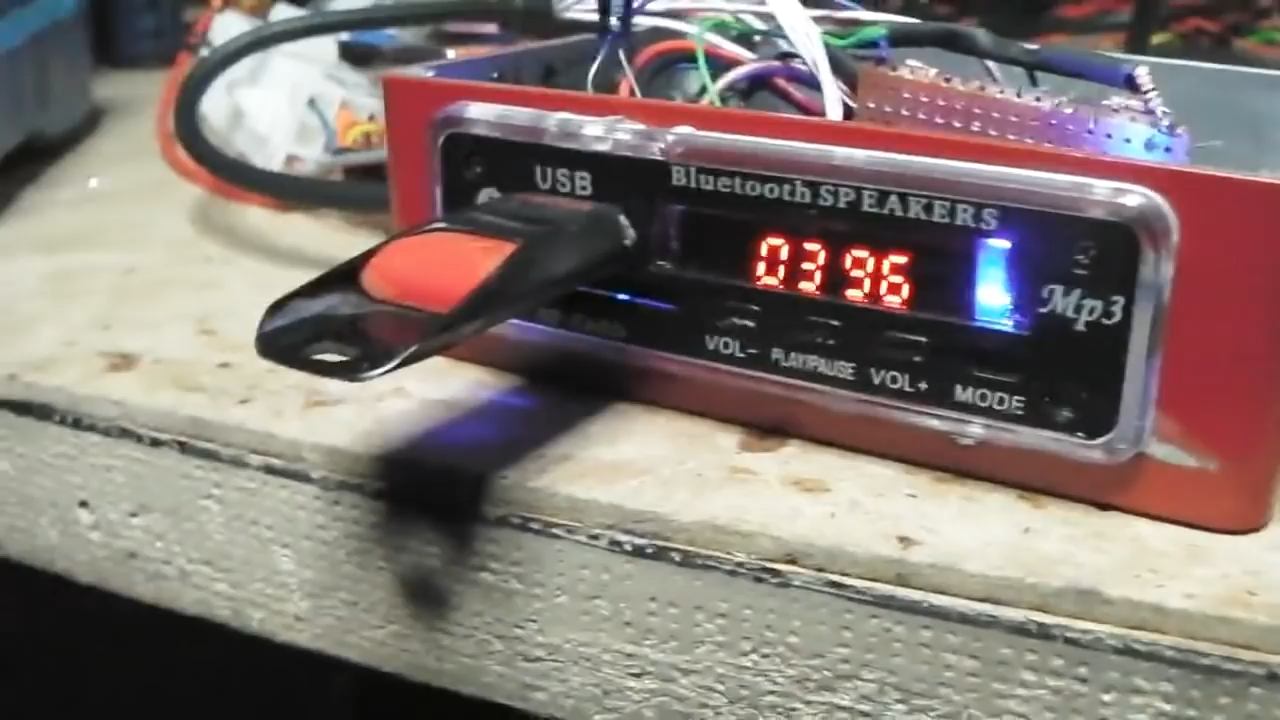 USB
Bluetooth SPEAKERS
0396
Mp3
VOL-
PLAY/PAUSE
VOL+
MODE